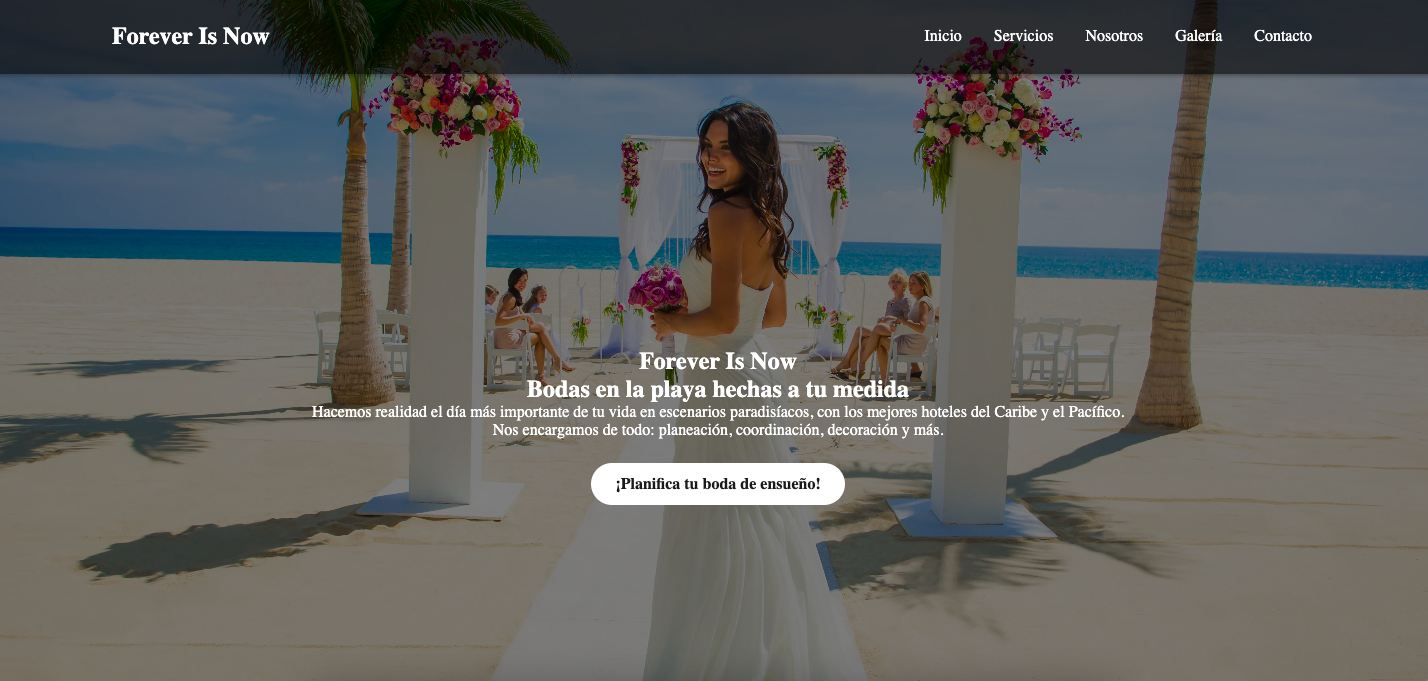 Forever Is Now
Inicio Servicios Nosotros Galería Contacto
Forever Is Now
Bodas en la playa hechas a tu medida
Hacemos realidad el día más importante de tu vida en escenarios paradisíacos, con los mejores hoteles del Caribe y el Pacífico.
Nos encargamos de todo: planeación, coordinación, decoración y más.
¡Planifica tu boda de ensueño!